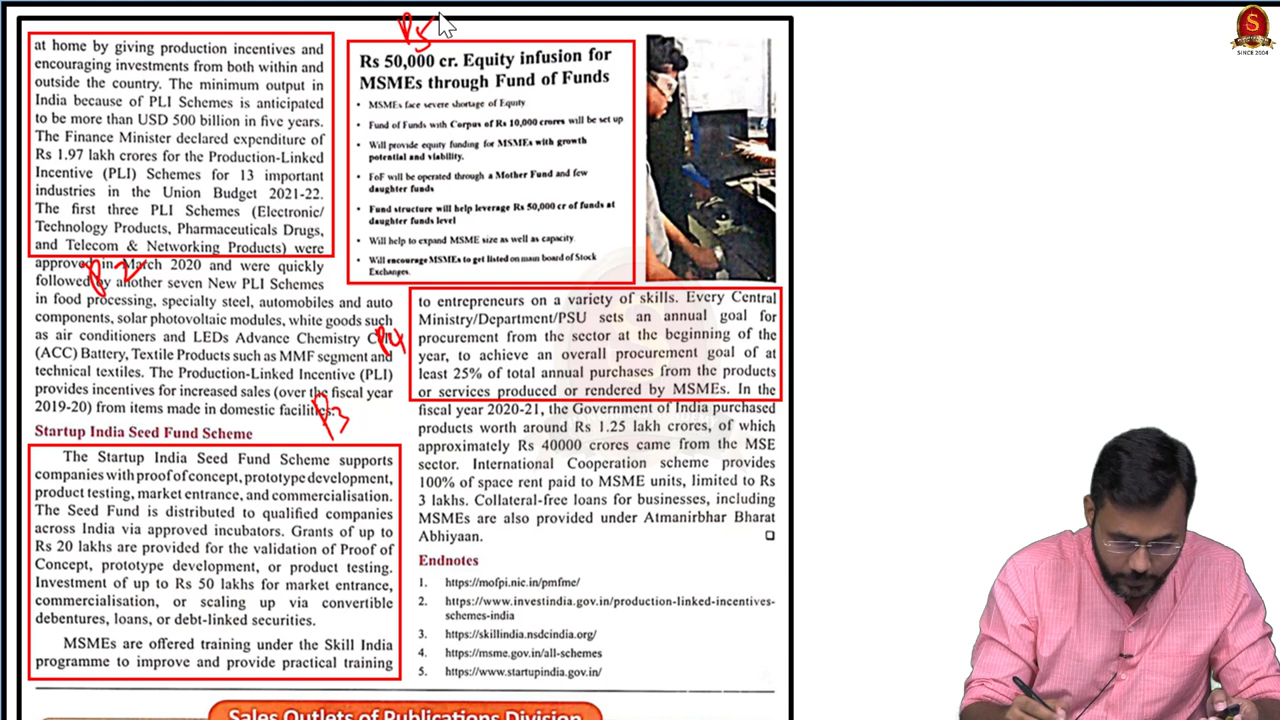 at home by giving production incentives and
encouraging investments from both within and
outside the country. The minimum output in
India because of PLI Schemes is anticipated
to be more than USD 500 billion in five years.
The Finance Minister declared expenditure of
Rs 1.97 lakh crores for the Production-Linked
Incentive (PLI) Schemes for 13 important
industries in the Union Budget 2021-22.
The first three PLI Schemes (Electronic/
Technology Products, Pharmaceuticals Drugs,
and Telecom & Networking Products) were
approved in March 2020 and were quickly
followed by another seven New PLI Schemes
in food processing, specialty steel, automobiles and auto
components, solar photovoltaic modules, white goods such
as air conditioners and LEDs Advance Chemistry
(ACC) Battery, Textile Products such as MMF segment and
technical textiles. The Production-Linked Incentive (PLI)
provides incentives for increased sales (over the fiscal year
2019-20) from items made in domestic facilities.
P2
P3
Startup India Seed Fund Scheme
The Startup India Seed Fund Scheme supports
companies with proof of concept, prototype development,
product testing, market entrance, and commercialisation.
The Seed Fund is distributed to qualified companies
across India via approved incubators. Grants of up to
Rs 20 lakhs are provided for the validation of Proof of
Concept, prototype development, or product testing.
Investment of up to Rs 50 lakhs for market entrance,
commercialisation, or scaling up via convertible
debentures, loans, or debt-linked securities.
MSMEs are offered training under the Skill India
programme to improve and provide practical training
P5
Rs 50,000 cr. Equity infusion for
MSMEs through Fund of Funds
• MSMEs face severe shortage of Equity
• Fund of Funds with Corpus of Rs 10,000 crores will be set up
• Will provide equity funding for MSMEs with growth
potential and viability.
• FoF will be operated through a Mother Fund and few
daughter funds
• Fund structure will help leverage Rs 50,000 cr of funds at
daughter funds level
• Will help to expand MSME size as well as capacity.
• Will encourage MSMEs to get listed on main board of Stock
Exchanges.
P4
to entrepreneurs on a variety of skills. Every Central
Ministry/Department/PSU sets an annual goal for
procurement from the sector at the beginning of the
year, to achieve an overall procurement goal of at
least 25% of total annual purchases from the products
or services produced or rendered by MSMEs. In the
fiscal year 2020-21, the Government of India purchased
products worth around Rs 1.25 lakh crores, of which
approximately Rs 40000 crores came from the MSE
sector. International Cooperation scheme provides
100% of space rent paid to MSME units, limited to Rs
3 lakhs. Collateral-free loans for businesses, including
MSMEs are also provided under Atmanirbhar Bharat
Abhiyaan.
Endnotes
1. https://mofpi.nic.in/pmfme/
2. https://www.investindia.gov.in/production-linked-incentives-
schemes-india
3. https://skillindia.nsdcindia.org/
4. https://msme.gov.in/all-schemes
5. https://www.startupindia.gov.in/
Sales Outlets of Publications Division
S
SINCE 2004